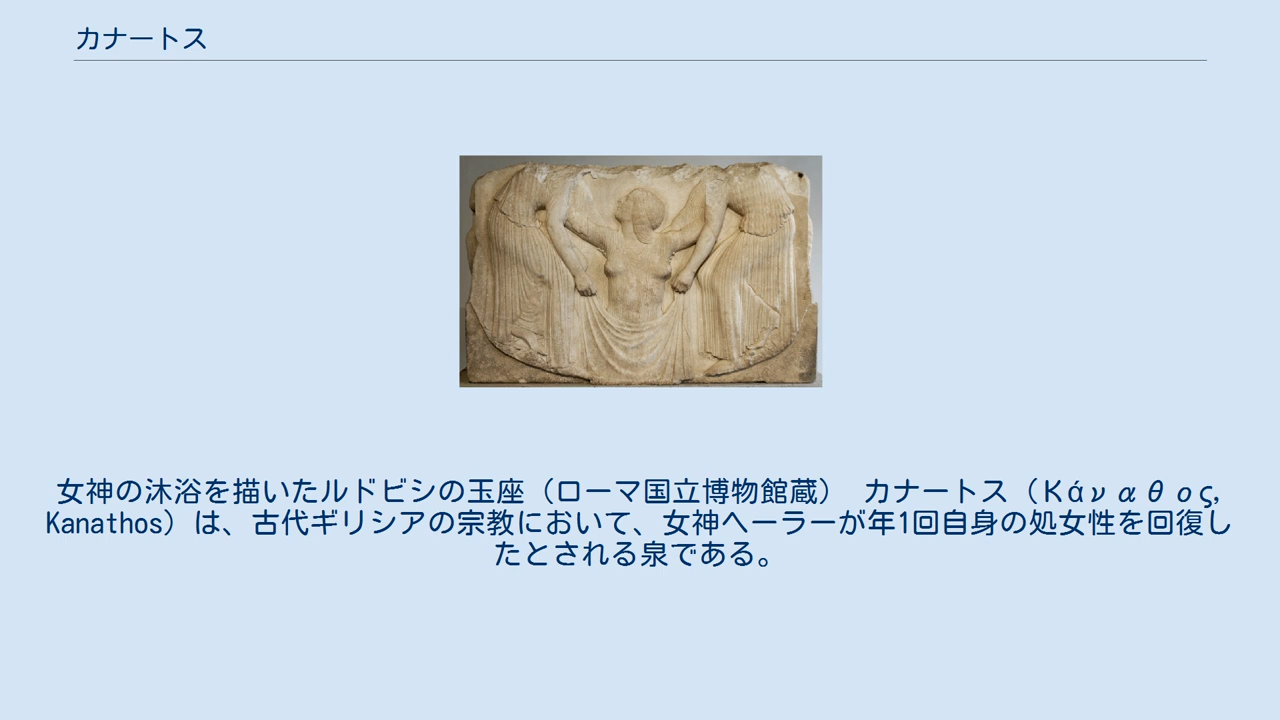 カナートス
女神の沐浴を描いたルドビシの玉座（ローマ国立博物館蔵） カナートス（Κάναθος,
Kanathos）は、古代ギリシアの宗教において、女神ヘーラーが年1回自身の処女性を回復し
たとされる泉である。